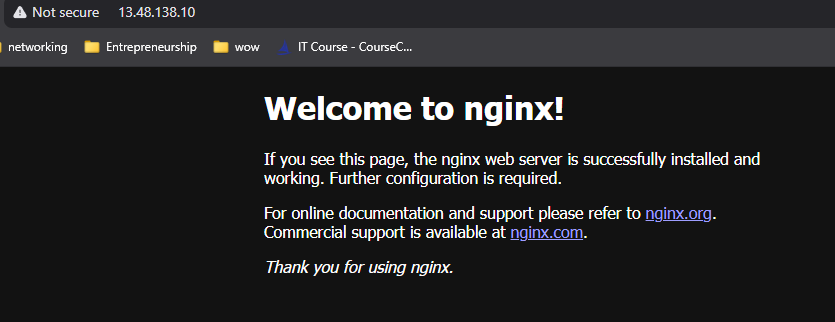 Not secure 13.48.138.10
networking Entrepreneurship wow IT Course - CourseC...
Welcome to nginx!
If you see this page, the nginx web server is successfully installed and
working. Further configuration is required.
For online documentation and support please refer to nginx.org.
Commercial support is available at nginx.com.
Thank you for using nginx.